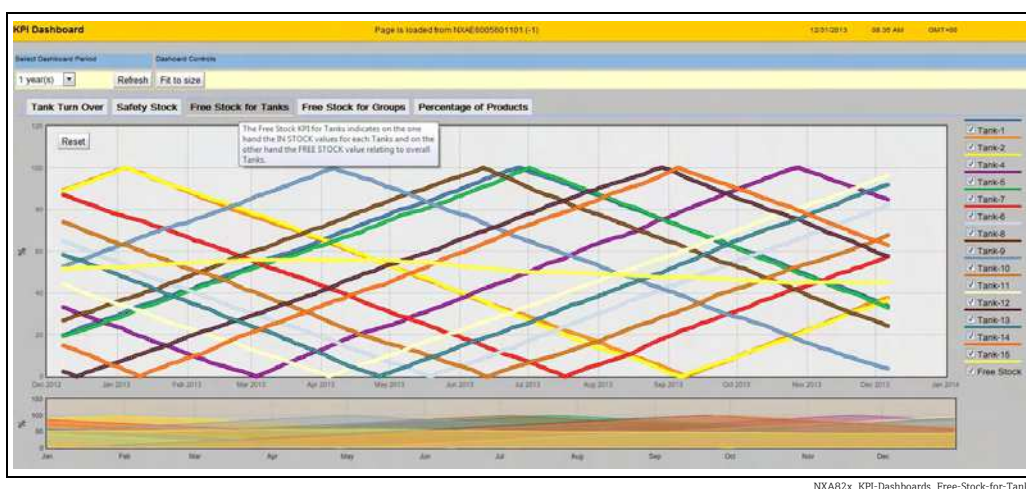 KPI Dashboard
Page is loaded from NXAE8005601101 (-1)
12/31/2013
08:35 AM
GMT+00
Select Dashboard Period
Dashboard Controls
1 year(s)
Refresh
Fit to size
Tank Turn Over
Safety Stock
Free Stock for Tanks
Free Stock for Groups
Percentage of Products
Reset
The Free Stock KPI for Tanks indicates on the one
hand the IN STOCK values for each Tanks and on the
other hand the FREE STOCK value relating to overall
Tanks.
125
100
80
60
40
20
0
%
Dec 2012
Jan 2013
Feb 2013
Mar 2013
Apr 2013
May 2013
Jun 2013
Jul 2013
Aug 2013
Sep 2013
Oct 2013
Nov 2013
Dec 2013
Jan 2014
Tank-1
Tank-2
Tank-4
Tank-5
Tank-7
Tank-6
Tank-8
Tank-9
Tank-10
Tank-11
Tank-12
Tank-13
Tank-14
Tank-15
Free Stock
150
100
50
0
%
Jan
Feb
Mar
Apr
May
Jun
Jul
Aug
Sep
Oct
Nov
Dec
NXA82x_KPI-Dashboards_Free-Stock-for-Tank